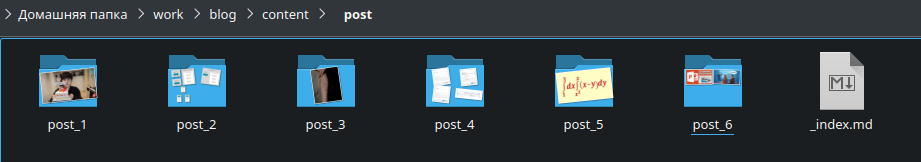 Домашняя папка > work > blog > content > post
post_1 post_2 post_3 post_4 post_5 post_6 _index.md